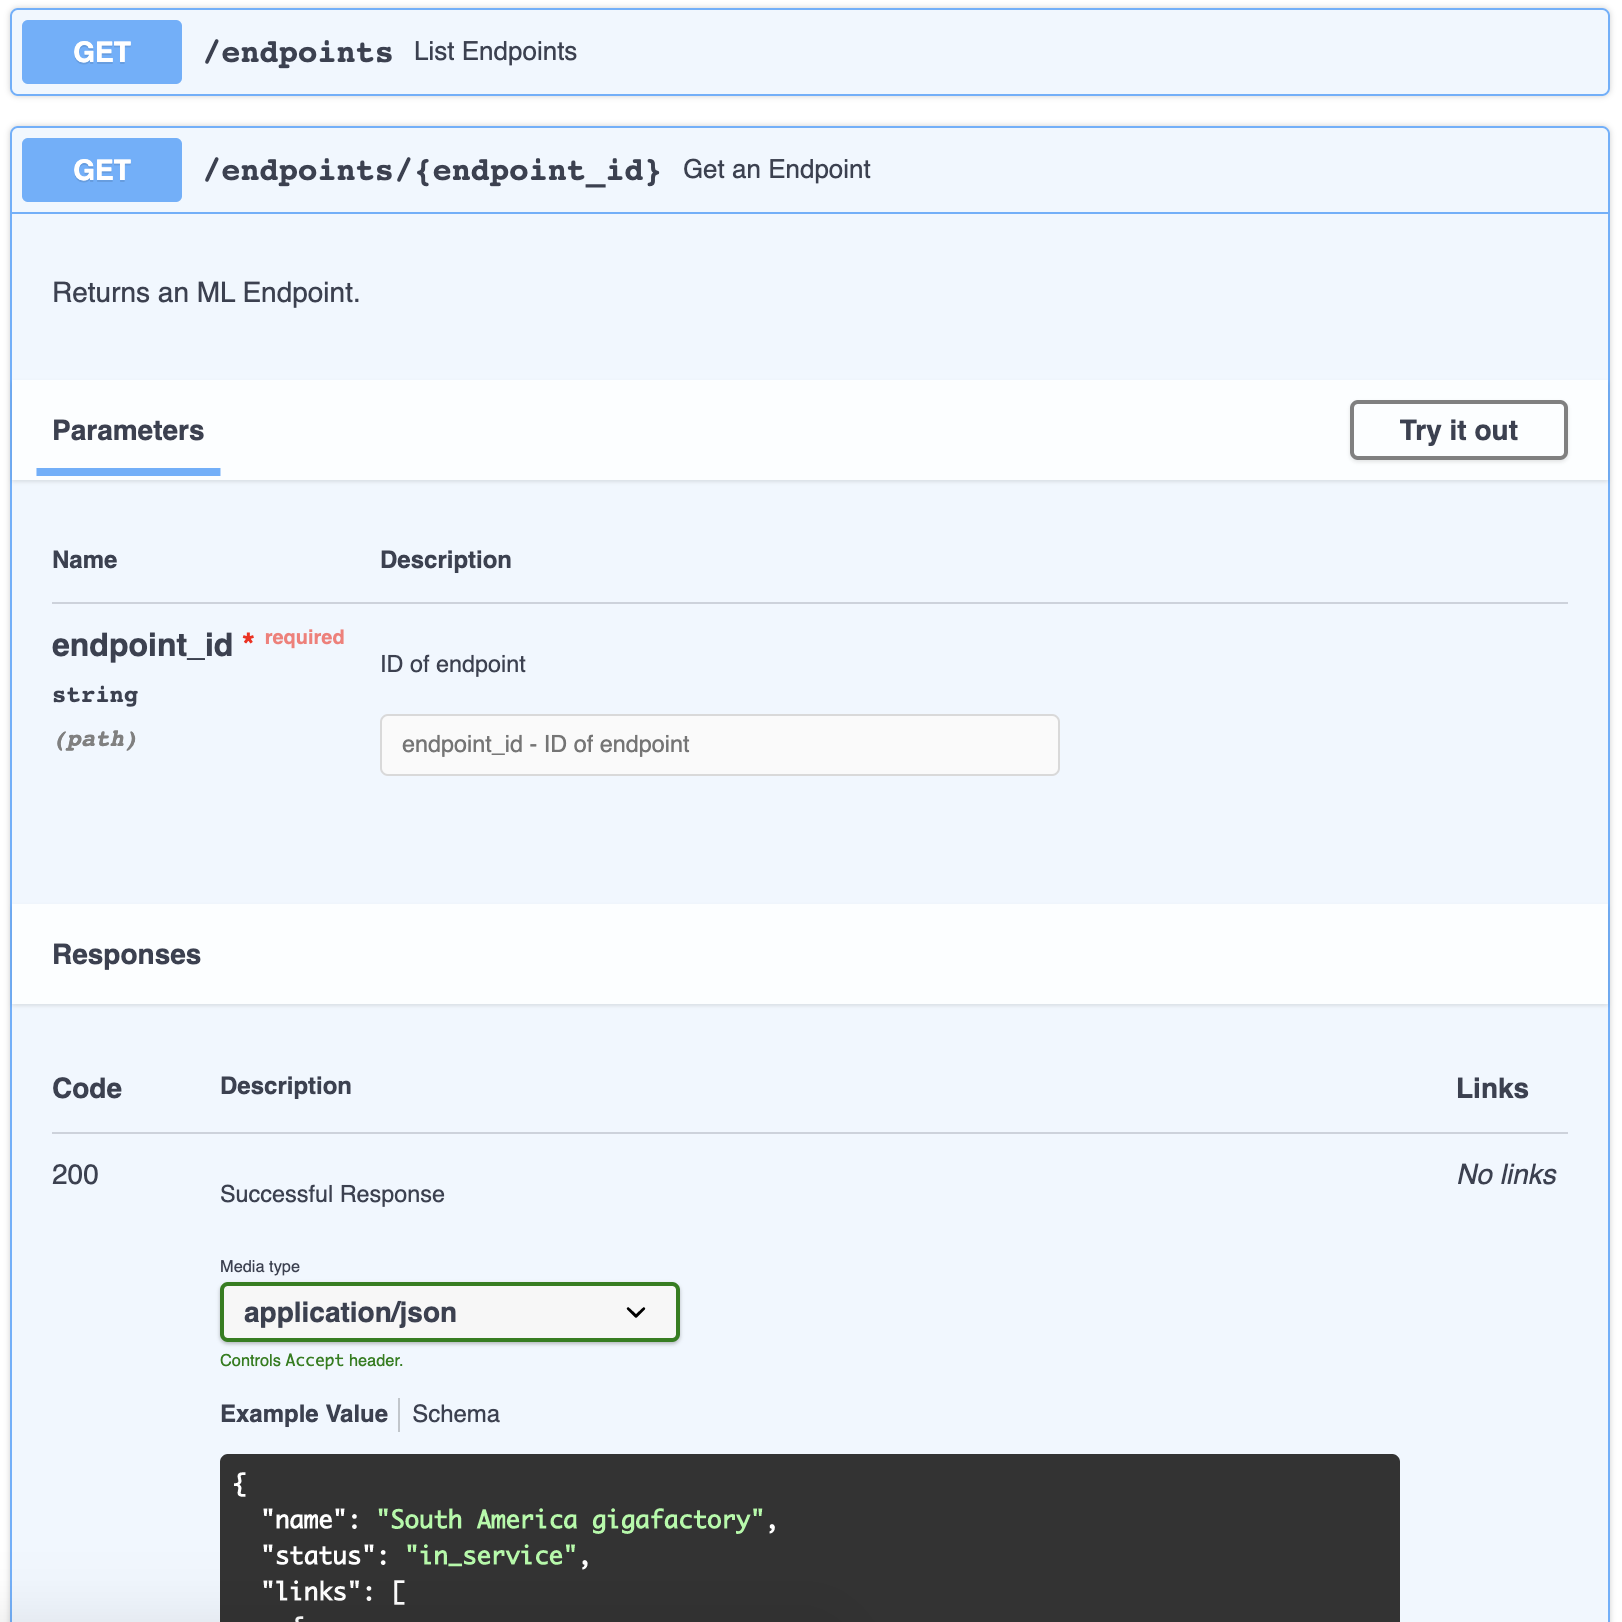 GET /endpoints List Endpoints
GET /endpoints/{endpoint_id} Get an Endpoint
Returns an ML Endpoint.
Parameters
Try it out
Name Description
endpoint_id * required
string
(path)
ID of endpoint
endpoint_id - ID of endpoint
Responses
Code Description Links
200
Successful Response
No links
Media type
application/json
Controls Accept header.
Example Value Schema
{
"name": "South America gigafactory",
"status": "in_service",
"links": [
{